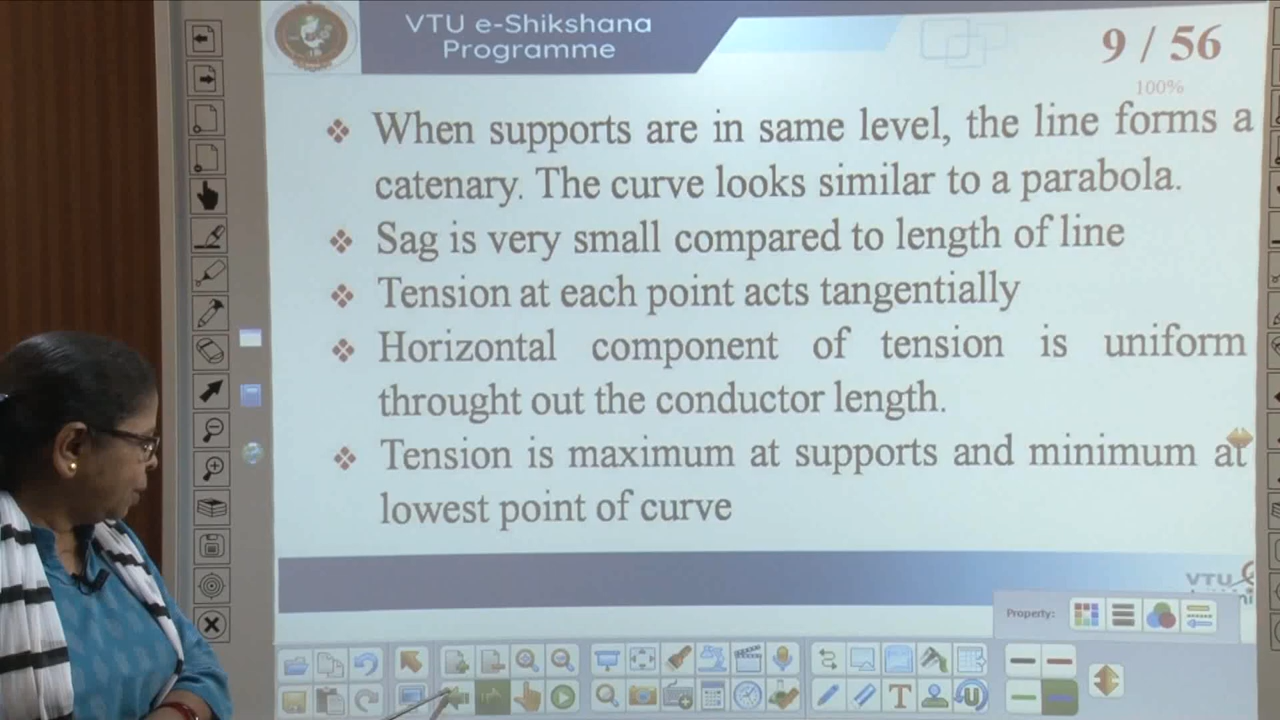 VTU e-Shikshana
Programme
9 / 56
100%
When supports are in same level, the line forms a
catenary. The curve looks similar to a parabola.
Sag is very small compared to length of line
Tension at each point acts tangentially
Horizontal component of tension is uniform
throught out the conductor length.
Tension is maximum at supports and minimum at
lowest point of curve
VTU
Property: